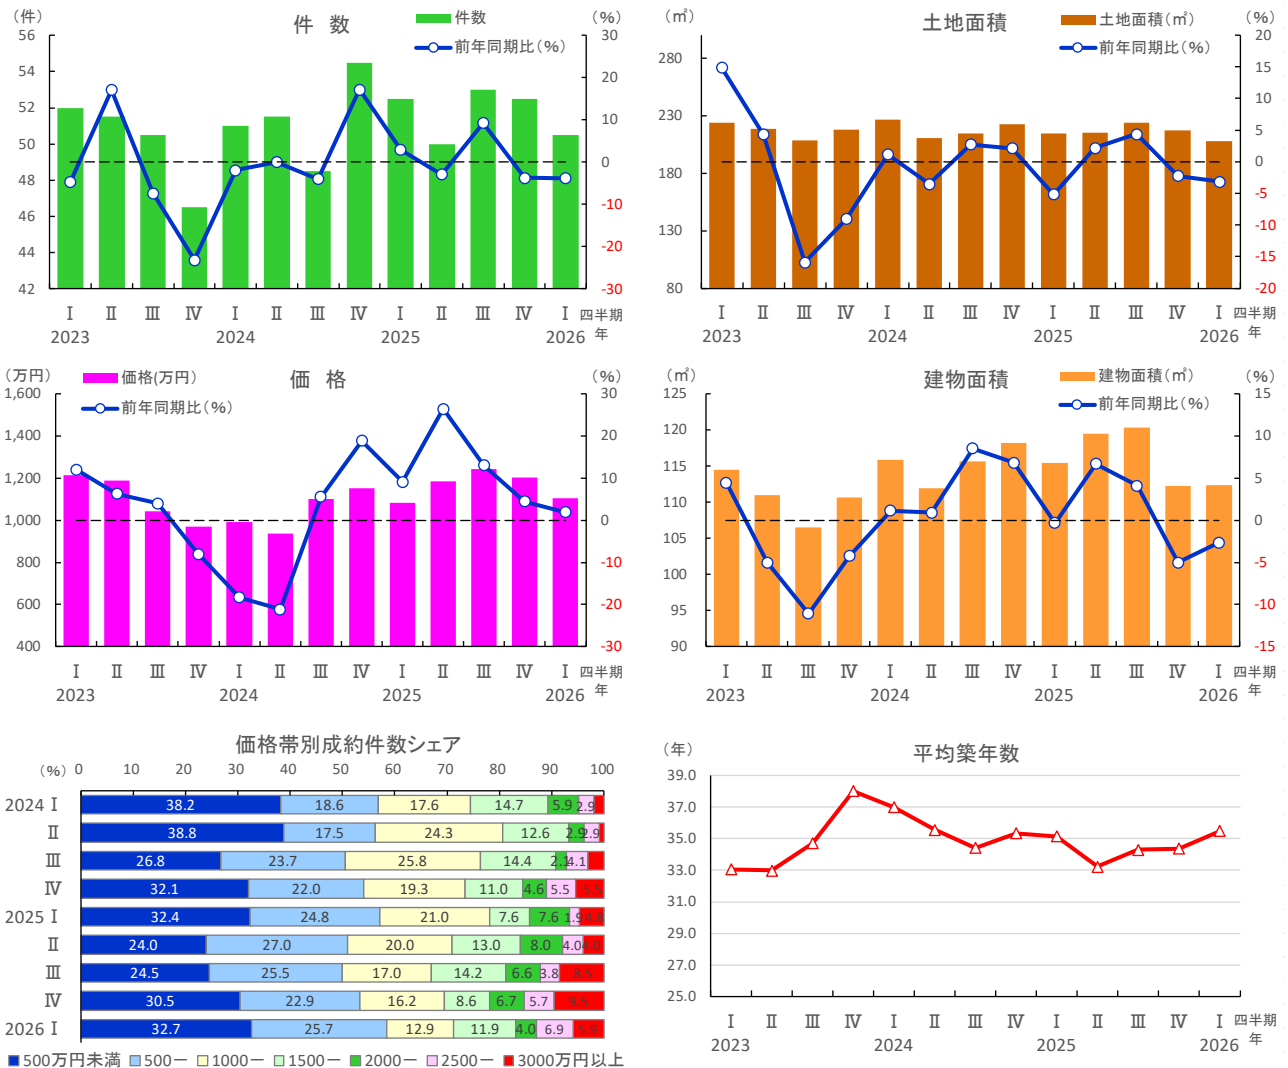 件 数
(件)
(%)
件数
前年同期比(%)
56
54
52
50
48
46
44
42
30
20
10
0
-10
-20
-30
Ⅰ Ⅱ Ⅲ Ⅳ Ⅰ Ⅱ Ⅲ Ⅳ Ⅰ Ⅱ Ⅲ Ⅳ Ⅰ 四半期
2023 2024 2025 2026 年
土地面積
(㎡)
(%)
土地面積(㎡)
前年同期比(%)
280
230
180
130
80
20
15
10
5
0
-5
-10
-15
-20
Ⅰ Ⅱ Ⅲ Ⅳ Ⅰ Ⅱ Ⅲ Ⅳ Ⅰ Ⅱ Ⅲ Ⅳ Ⅰ 四半期
2023 2024 2025 2026 年
価 格
(万円)
(%)
価格(万円)
前年同期比(%)
1,600
1,400
1,200
1,000
800
600
400
30
20
10
0
-10
-20
-30
Ⅰ Ⅱ Ⅲ Ⅳ Ⅰ Ⅱ Ⅲ Ⅳ Ⅰ Ⅱ Ⅲ Ⅳ Ⅰ 四半期
2023 2024 2025 2026 年
建物面積
(㎡)
(%)
建物面積(㎡)
前年同期比(%)
125
120
115
110
105
100
95
90
15
10
5
0
-5
-10
-15
Ⅰ Ⅱ Ⅲ Ⅳ Ⅰ Ⅱ Ⅲ Ⅳ Ⅰ Ⅱ Ⅲ Ⅳ Ⅰ 四半期
2023 2024 2025 2026 年
価格帯別成約件数シェア
(%) 0 10 20 30 40 50 60 70 80 90 100
2024 Ⅰ 38.2 18.6 17.6 14.7 5.9 2.9
Ⅱ 38.8 17.5 24.3 12.6 2.9 2.9
Ⅲ 26.8 23.7 25.8 14.4 2.1 4.1
Ⅳ 32.1 22.0 19.3 11.0 4.6 5.5 5.5
2025 Ⅰ 32.4 24.8 21.0 7.6 7.6 1.9 4.8
Ⅱ 24.0 27.0 20.0 13.0 8.0 4.0 4.0
Ⅲ 24.5 25.5 17.0 14.2 6.6 3.8 8.5
Ⅳ 30.5 22.9 16.2 8.6 6.7 5.7 9.5
2026 Ⅰ 32.7 25.7 12.9 11.9 4.0 6.9 5.9
500万円未満 500ー 1000ー 1500ー 2000ー 2500ー 3000万円以上
平均築年数
(年)
39.0
37.0
35.0
33.0
31.0
29.0
27.0
25.0
Ⅰ Ⅱ Ⅲ Ⅳ Ⅰ Ⅱ Ⅲ Ⅳ Ⅰ Ⅱ Ⅲ Ⅳ Ⅰ 四半期
2023 2024 2025 2026 年